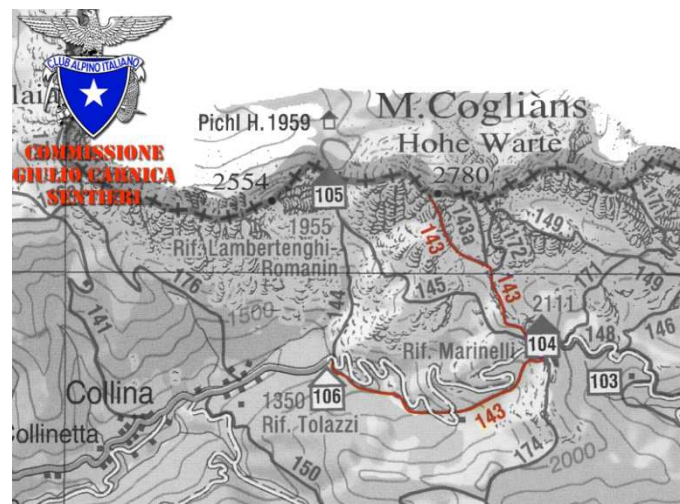 CLUB ALPINO ITALIANO
COMMISSIONE
GIULIO CARNICA
SENTIERI
Pichl H. 1959
M. Cogliàns
Hohe Warte
2554
2780
105
1955
Rif. Lambertenghi-
Romanin
143
143a
172
149
171
149
176
144
145
143
2111
1500
141
104
148
146
Rif. Marinelli
103
Collina
106
1350
Rif. Tolazzi
143
Collinetta
174
2000
150